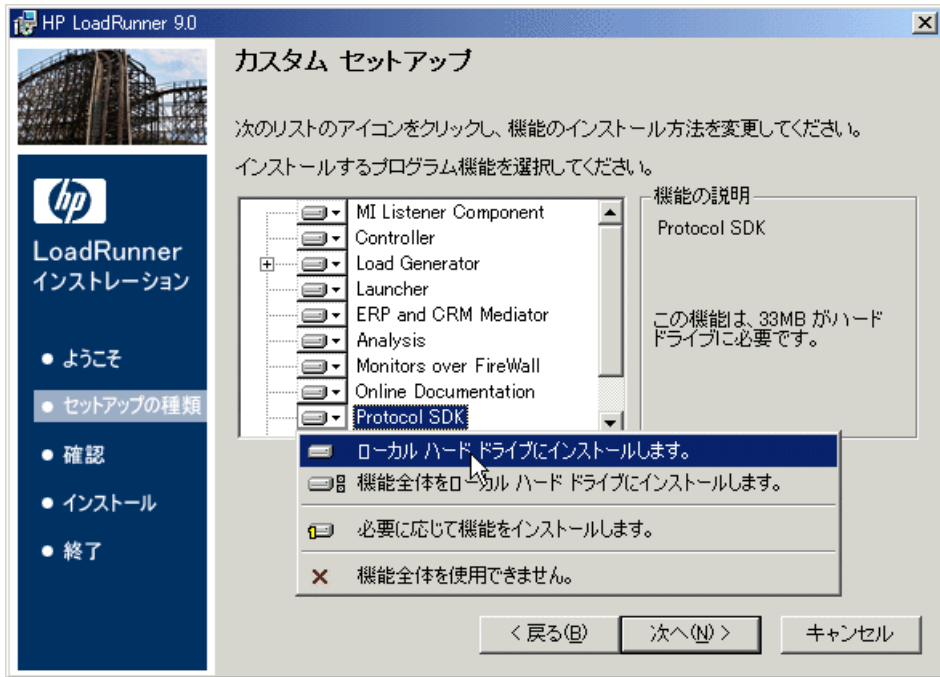 HP LoadRunner 9.0
カスタム セットアップ
次のリストのアイコンをクリックし、機能のインストール方法を変更してください。
インストールするプログラム機能を選択してください。
hp
LoadRunner
インストレーション
ようこそ
セットアップの種類
確認
インストール
終了
MI Listener Component
Controller
Load Generator
Launcher
ERP and CRM Mediator
Analysis
Monitors over FireWall
Online Documentation
Protocol SDK
機能の説明
Protocol SDK
この機能は、33MB がハード
ドライブに必要です。
ローカル ハード ドライブにインストールします。
機能全体をローカル ハード ドライブにインストールします。
必要に応じて機能をインストールします。
機能全体を使用できません。
< 戻る(B)
次へ(N) >
キャンセル